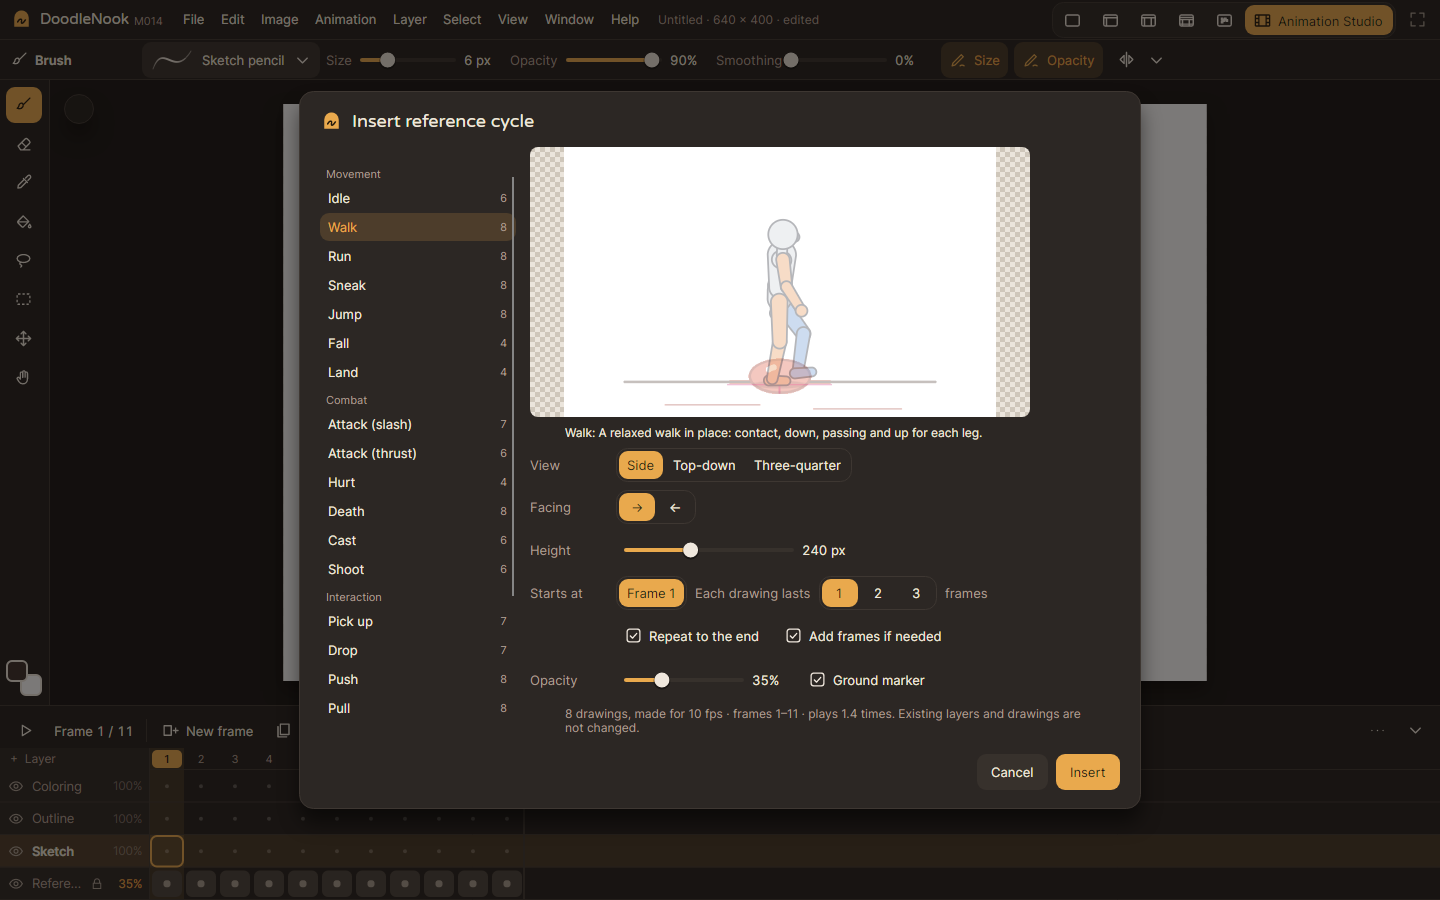 DoodleNook M014 File Edit Image Animation Layer Select View Window Help Untitled · 640 × 400 · edited Animation Studio
Brush Sketch pencil Size 6 px Opacity 90% Smoothing 0% Size Opacity
Insert reference cycle
Movement
Idle 6
Walk 8
Run 8
Sneak 8
Jump 8
Fall 4
Land 4
Combat
Attack (slash) 7
Attack (thrust) 6
Hurt 4
Death 8
Cast 6
Shoot 6
Interaction
Pick up 7
Drop 7
Push 8
Pull 8
Walk: A relaxed walk in place: contact, down, passing and up for each leg.
View Side Top-down Three-quarter
Facing → ←
Height 240 px
Starts at Frame 1 Each drawing lasts 1 2 3 frames
Repeat to the end Add frames if needed
Opacity 35% Ground marker
8 drawings, made for 10 fps · frames 1–11 · plays 1.4 times. Existing layers and drawings are
not changed.
Cancel Insert
Frame 1 / 11 New frame ···
+ Layer 1 2 3 4
Coloring 100%
Outline 100%
Sketch 100%
Refere... 35%